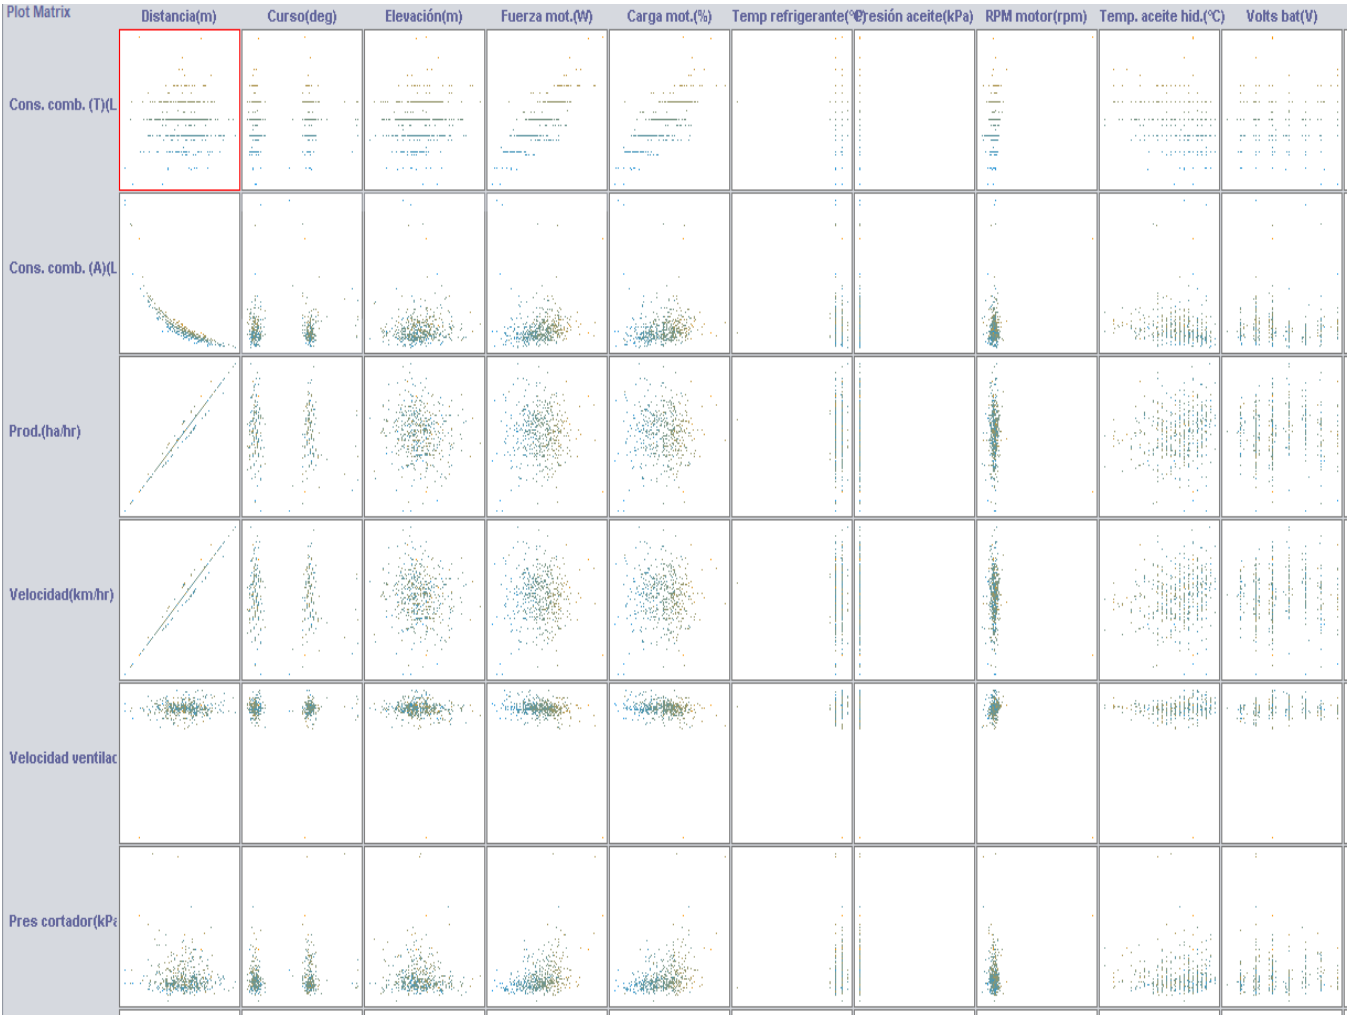 Plot Matrix
Distancia(m) Curso(deg) Elevación(m) Fuerza mot.(W) Carga mot.(%) Temp refrigerante(°C) Presión aceite(kPa) RPM motor(rpm) Temp. aceite hid.(°C) Volts bat(V)
Cons. comb. (T)(L
Cons. comb. (A)(L
Prod.(ha/hr)
Velocidad(km/hr)
Velocidad ventilac
Pres cortador(kPa